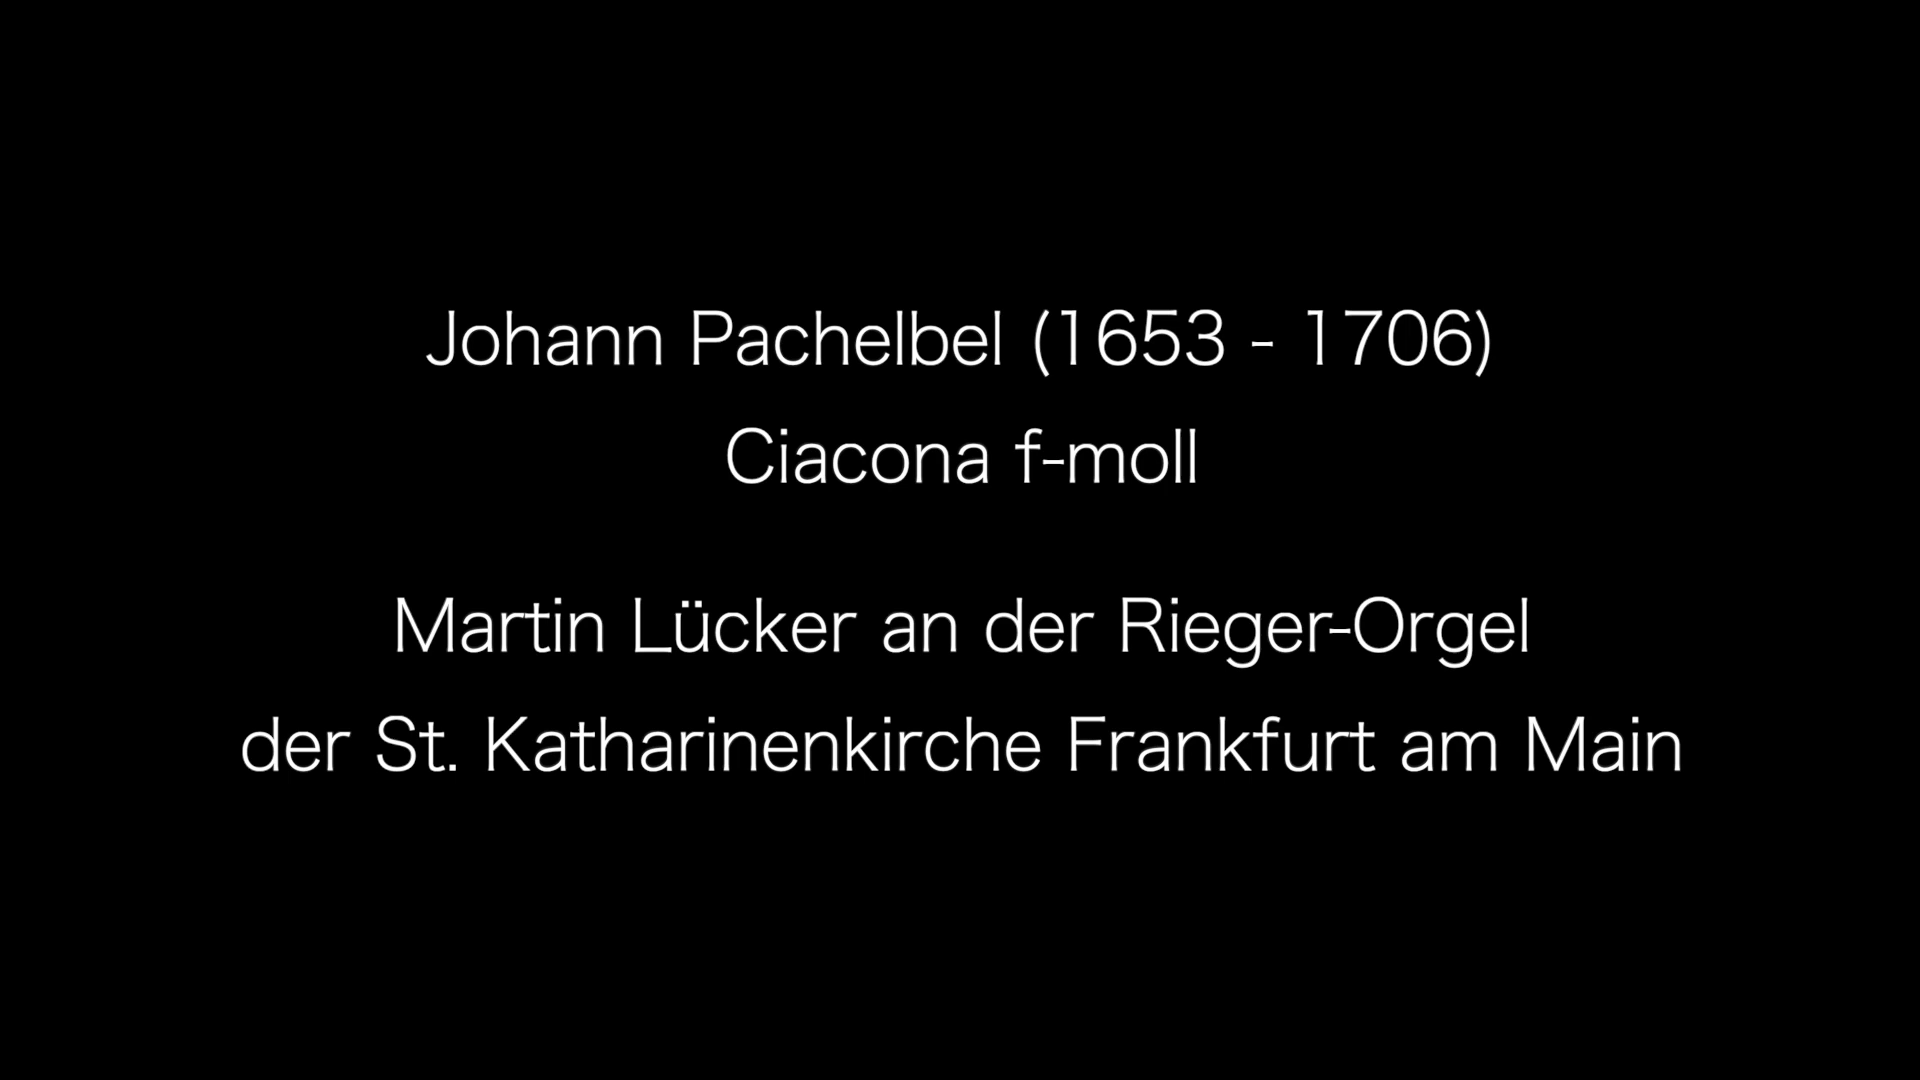 Johann Pachelbel (1653 - 1706)
Ciacona f-moll
Martin Lücker an der Rieger-Orgel
der St. Katharinenkirche Frankfurt am Main